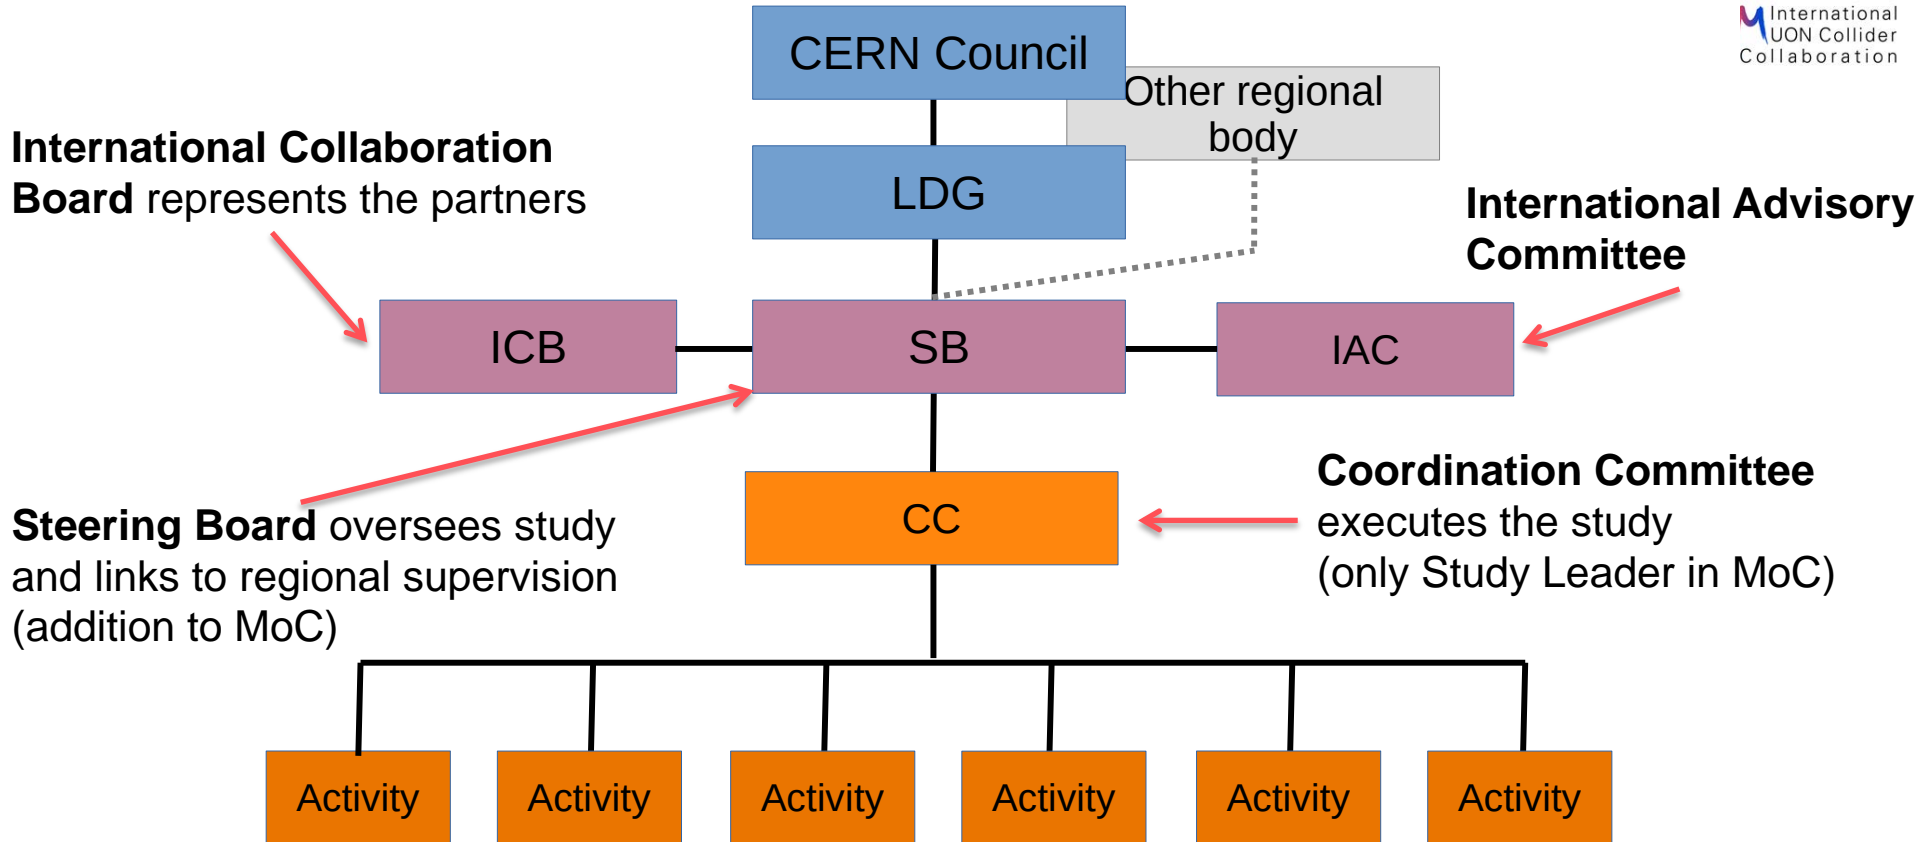 International
UON Collider
Collaboration
CERN Council
Other regional
body
International Collaboration
Board represents the partners
LDG
International Advisory
Committee
ICB
SB
IAC
Steering Board oversees study
and links to regional supervision
(addition to MoC)
CC
Coordination Committee
executes the study
(only Study Leader in MoC)
Activity
Activity
Activity
Activity
Activity
Activity